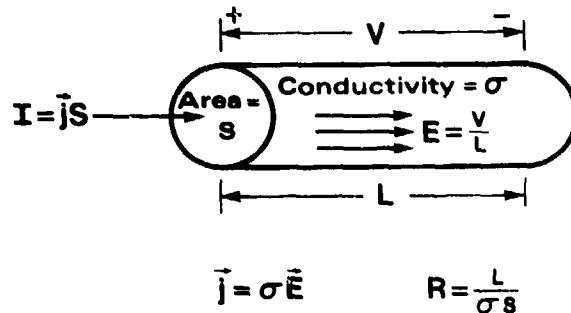 + V −
Conductivity = σ
Area = S
I = j⃗S
E = V/L
L
j⃗ = σE⃗
R = L/σS